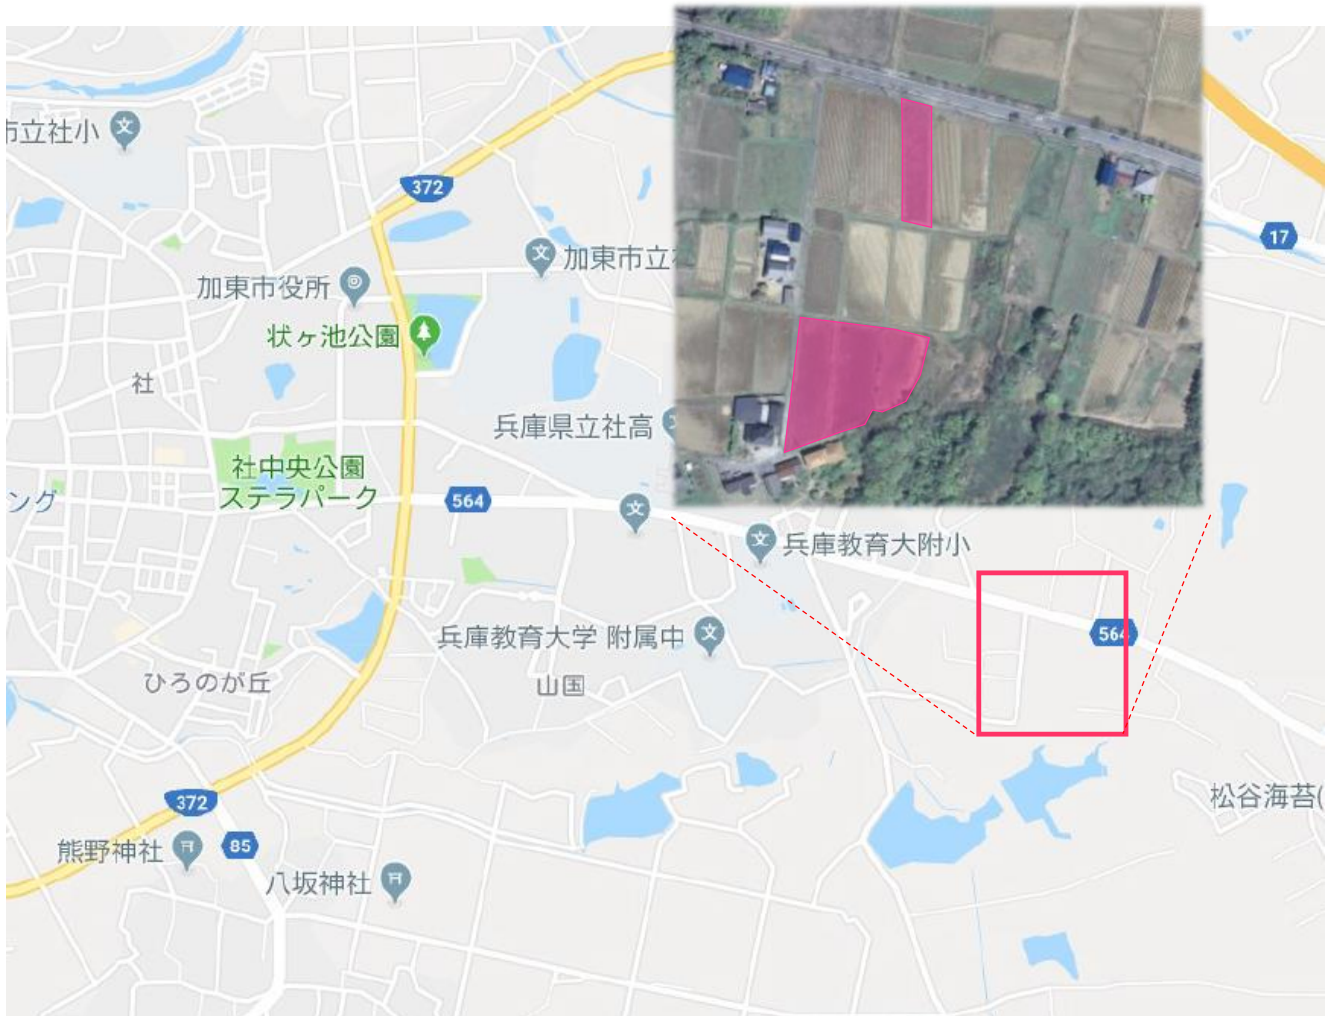 市立社小
372
17
加東市立社
加東市役所
状ヶ池公園
社
兵庫県立社高
社中央公園
ステラパーク
ング
564
兵庫教育大附小
兵庫教育大学 附属中
564
ひろのが丘
山国
372
松谷海苔(
熊野神社
85
八坂神社